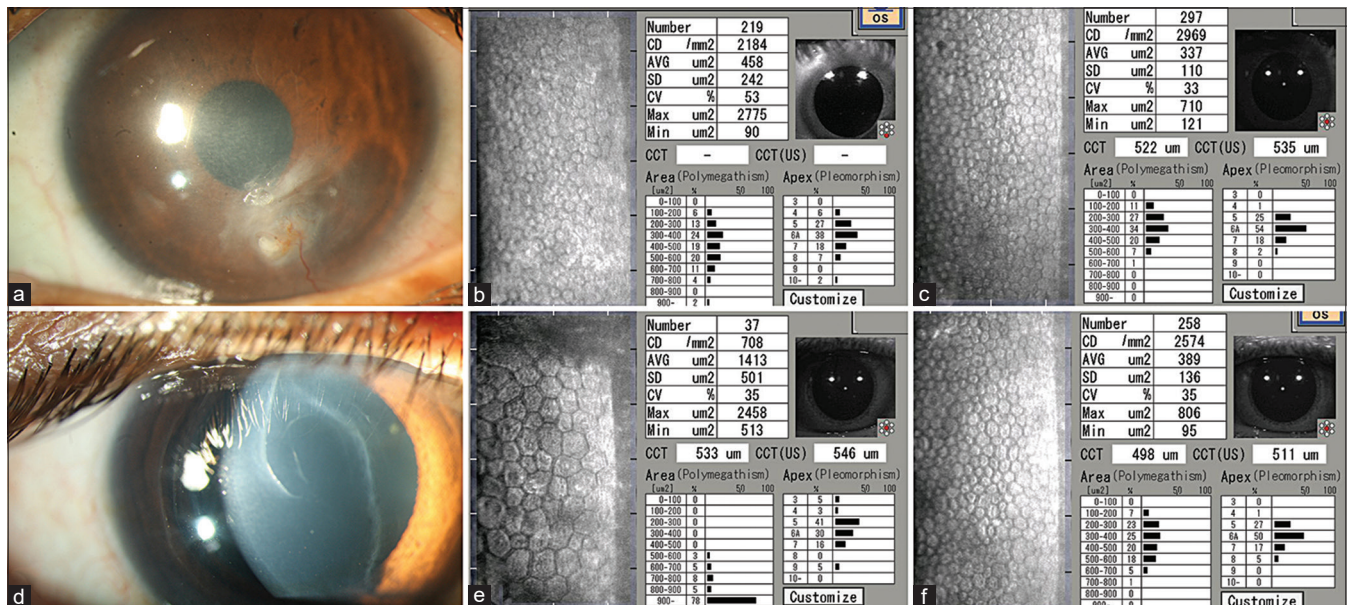 a
b
OS
Number 219
CD /mm2 2184
AVG um2 458
SD um2 242
CV % 53
Max um2 2775
Min um2 90
CCT - CCT(US) -
Area (Polymegathism) Apex (Pleomorphism)
[um2] % 50 100 % 50 100
0-100 0 3 0
100-200 6 4 6
200-300 13 5 27
300-400 24 6A 38
400-500 19 7 18
500-600 20 8 7
600-700 11 9 0
700-800 4 10- 2
800-900 0
900- 2
Customize
c
Number 297
CD /mm2 2969
AVG um2 337
SD um2 110
CV % 33
Max um2 710
Min um2 121
CCT 522 um CCT(US) 535 um
Area (Polymegathism) Apex (Pleomorphism)
[um2] % 50 100 % 50 100
0-100 0 3 0
100-200 11 4 1
200-300 27 5 25
300-400 34 6A 54
400-500 20 7 18
500-600 7 8 2
600-700 1 9 0
700-800 0 10- 0
800-900 0
900- 0
Customize
d
e
Number 37
CD /mm2 708
AVG um2 1413
SD um2 501
CV % 35
Max um2 2458
Min um2 513
CCT 533 um CCT(US) 546 um
Area (Polymegathism) Apex (Pleomorphism)
[um2] % 50 100 % 50 100
0-100 0 3 5
100-200 0 4 3
200-300 0 5 41
300-400 0 6A 30
400-500 0 7 16
500-600 3 8 0
600-700 5 9 5
700-800 8 10- 0
800-900 5
900- 78
Customize
f
OS
Number 258
CD /mm2 2574
AVG um2 389
SD um2 136
CV % 35
Max um2 806
Min um2 95
CCT 498 um CCT(US) 511 um
Area (Polymegathism) Apex (Pleomorphism)
[um2] % 50 100 % 50 100
0-100 0 3 0
100-200 7 4 1
200-300 23 5 27
300-400 25 6A 50
400-500 20 7 17
500-600 18 8 5
600-700 5 9 0
700-800 1 10- 0
800-900 0
900- 0
Customize